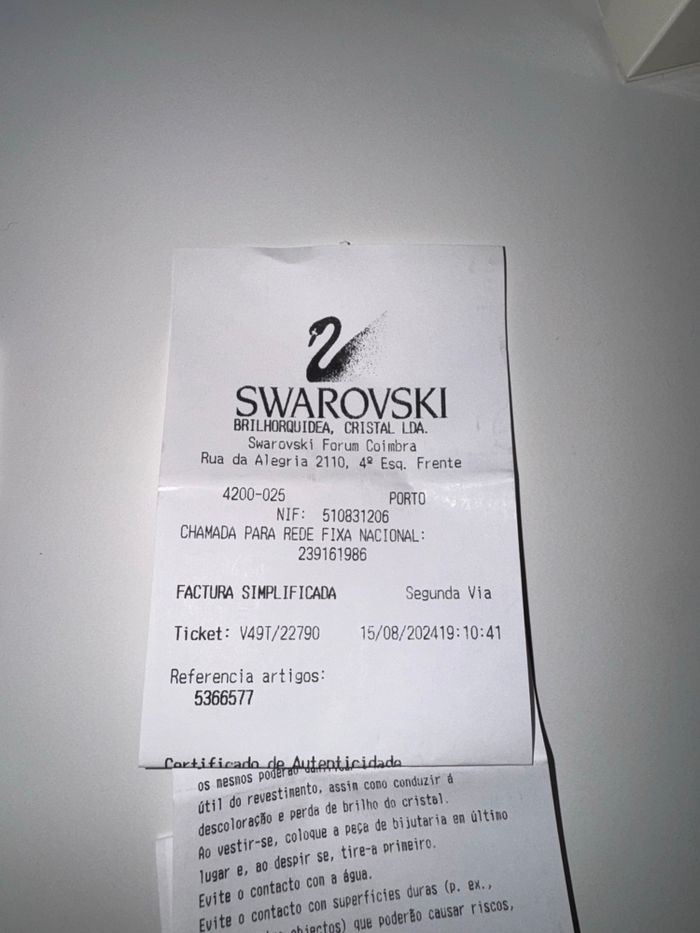 SWAROVSKI
BRILHORQUIDEA, CRISTAL LDA.
Swarovski Forum Coimbra
Rua da Alegria 2110, 4º Esq. Frente
4200-025 PORTO
NIF: 510831206
CHAMADA PARA REDE FIXA NACIONAL:
239161986
FACTURA SIMPLIFICADA Segunda Via
Ticket: V49T/22790 15/08/202419:10:41
Referencia artigos:
5366577
Certificado de Autenticidade
os mesmos poderão
útil do revestimento, assim como conduzir à
descoloração e perda de brilho do cristal.
Ao vestir-se, coloque a peça de bijutaria em último
lugar e, ao despir se, tire-a primeiro.
Evite o contacto com a água.
Evite o contacto com superfícies duras (p. ex.,
objectos) que poderão causar riscos,